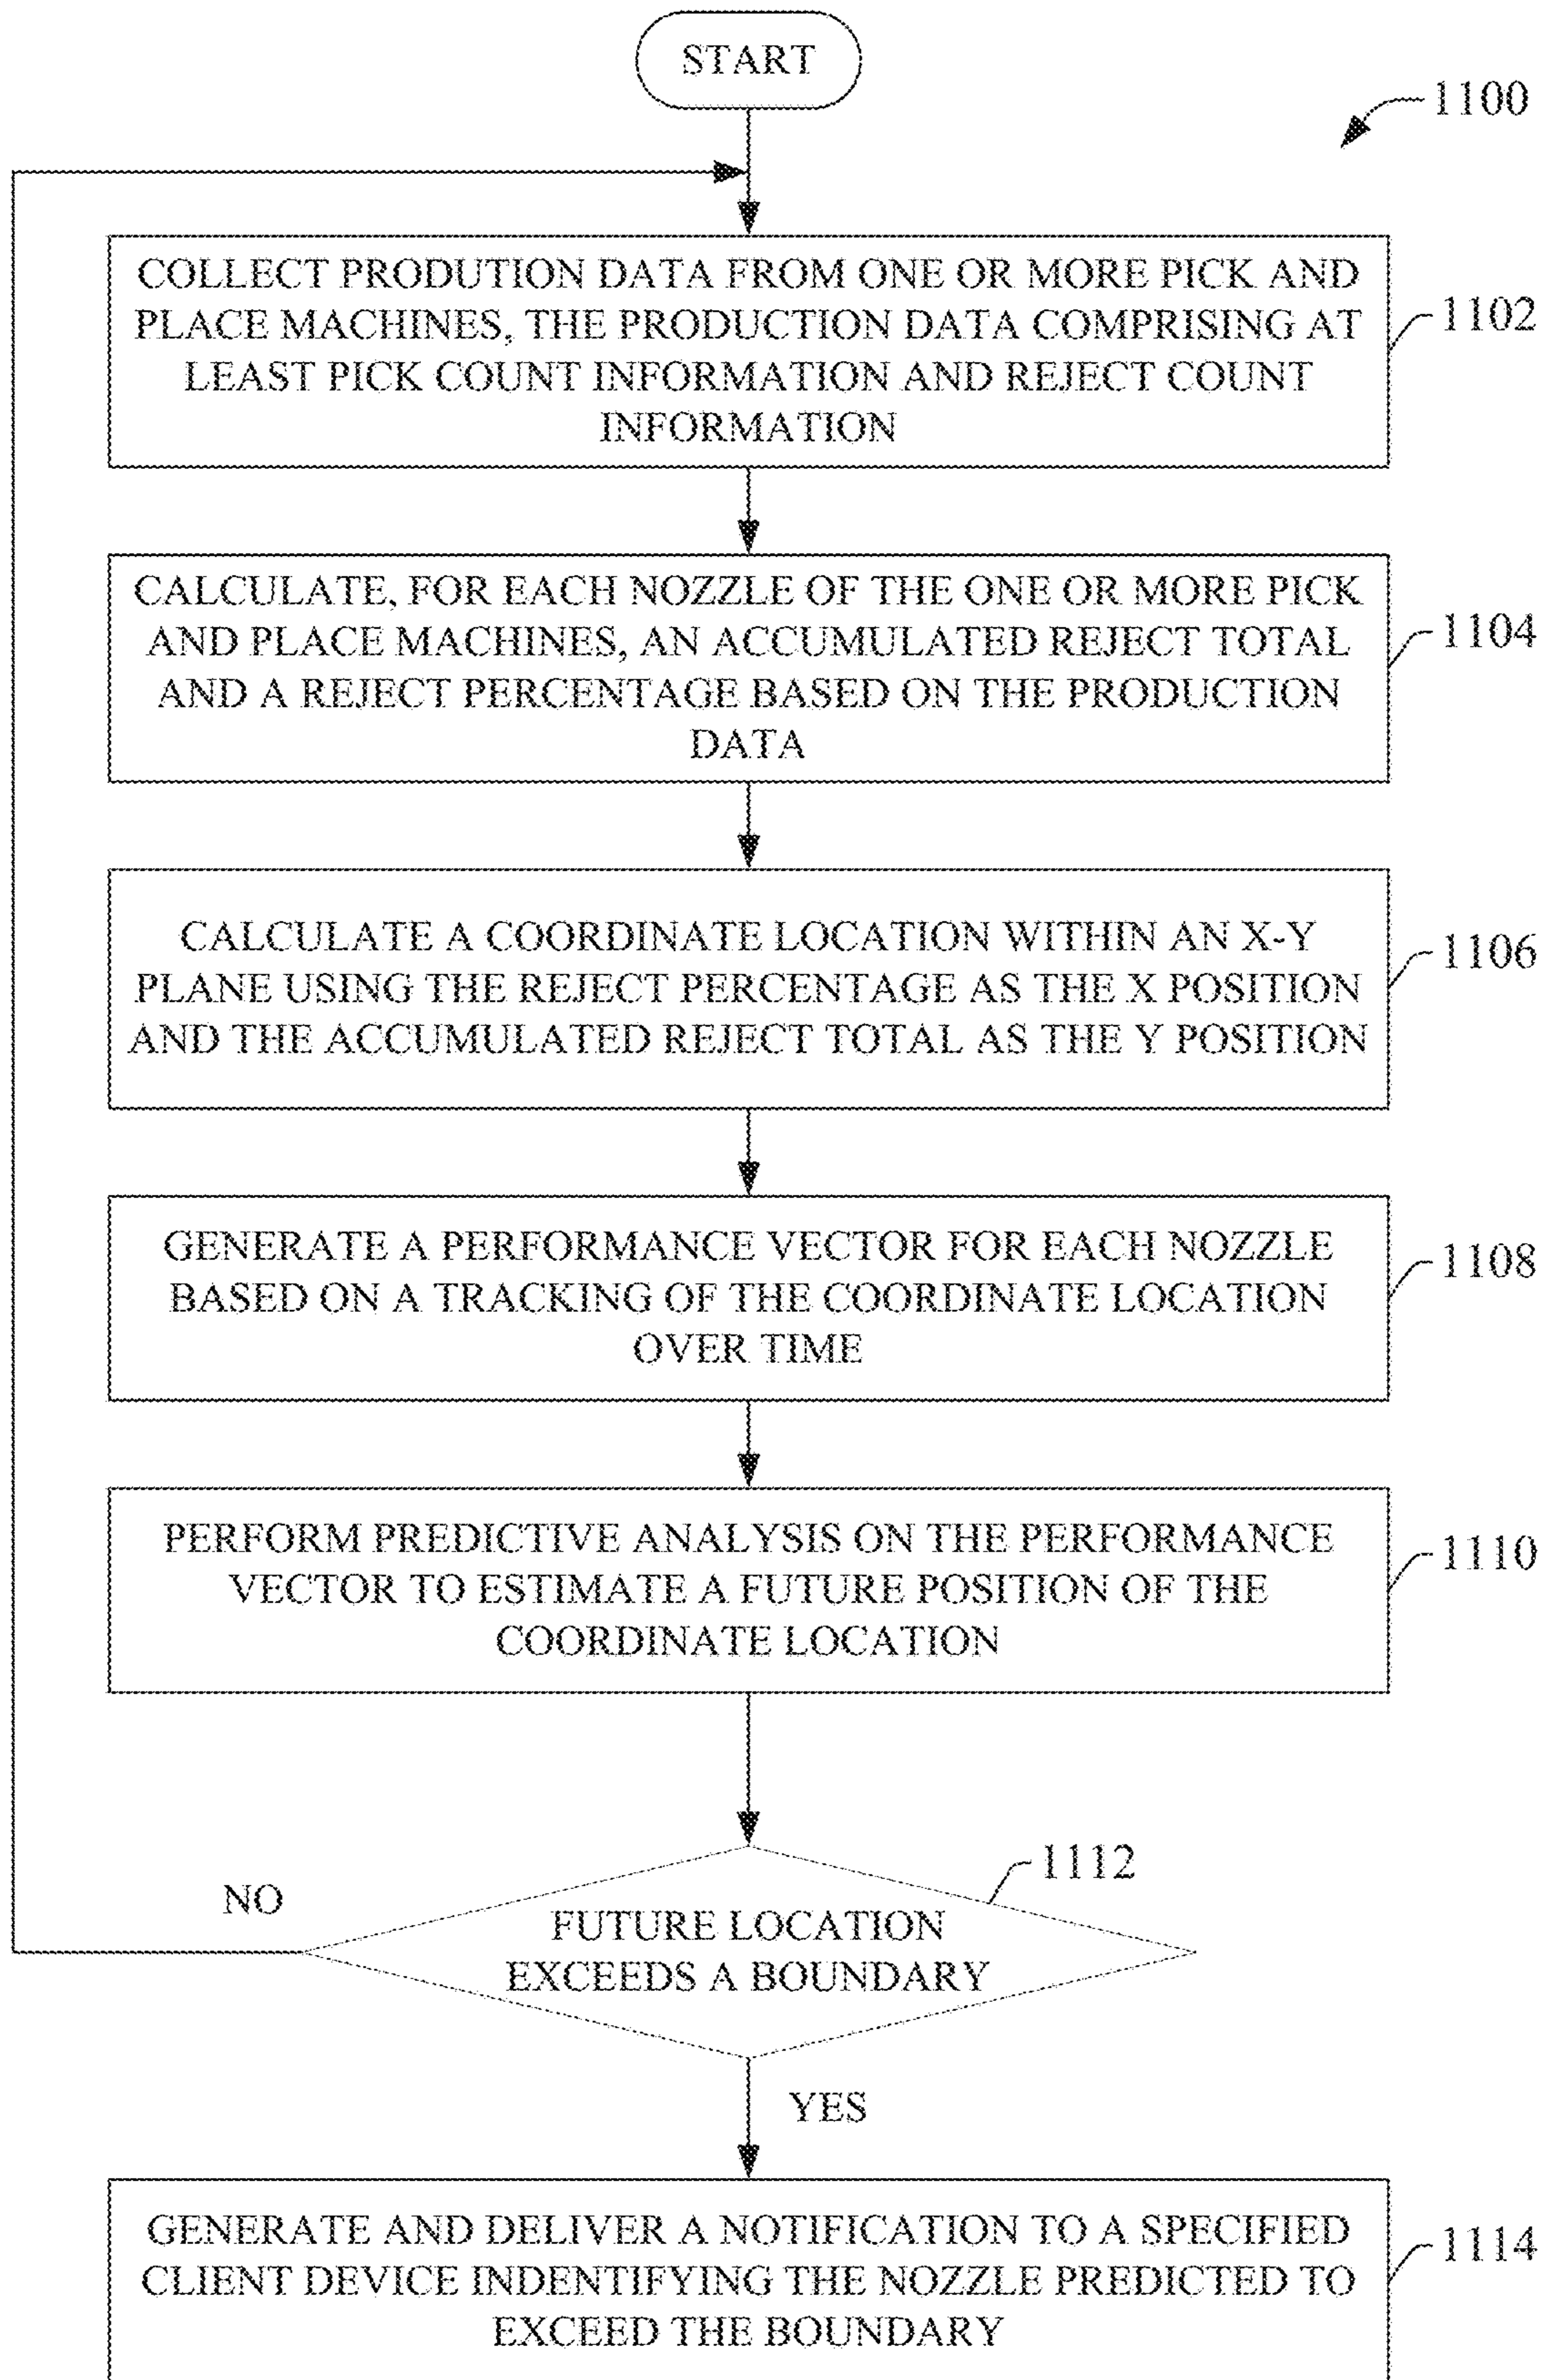 START
1100
COLLECT PRODUTION DATA FROM ONE OR MORE PICK AND
PLACE MACHINES, THE PRODUCTION DATA COMPRISING AT
LEAST PICK COUNT INFORMATION AND REJECT COUNT
INFORMATION
1102
CALCULATE, FOR EACH NOZZLE OF THE ONE OR MORE PICK
AND PLACE MACHINES, AN ACCUMULATED REJECT TOTAL
AND A REJECT PERCENTAGE BASED ON THE PRODUCTION
DATA
1104
CALCULATE A COORDINATE LOCATION WITHIN AN X-Y
PLANE USING THE REJECT PERCENTAGE AS THE X POSITION
AND THE ACCUMULATED REJECT TOTAL AS THE Y POSITION
1106
GENERATE A PERFORMANCE VECTOR FOR EACH NOZZLE
BASED ON A TRACKING OF THE COORDINATE LOCATION
OVER TIME
1108
PERFORM PREDICTIVE ANALYSIS ON THE PERFORMANCE
VECTOR TO ESTIMATE A FUTURE POSITION OF THE
COORDINATE LOCATION
1110
1112
NO
FUTURE LOCATION
EXCEEDS A BOUNDARY
YES
GENERATE AND DELIVER A NOTIFICATION TO A SPECIFIED
CLIENT DEVICE INDENTIFYING THE NOZZLE PREDICTED TO
EXCEED THE BOUNDARY
1114